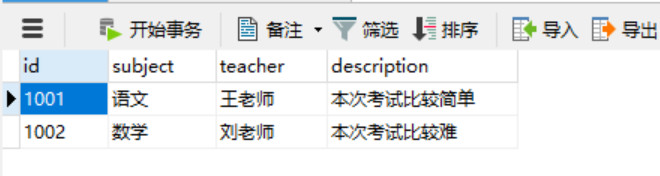 开始事务 备注 筛选 排序 导入 导出
id subject teacher description
1001 语文 王老师 本次考试比较简单
1002 数学 刘老师 本次考试比较难